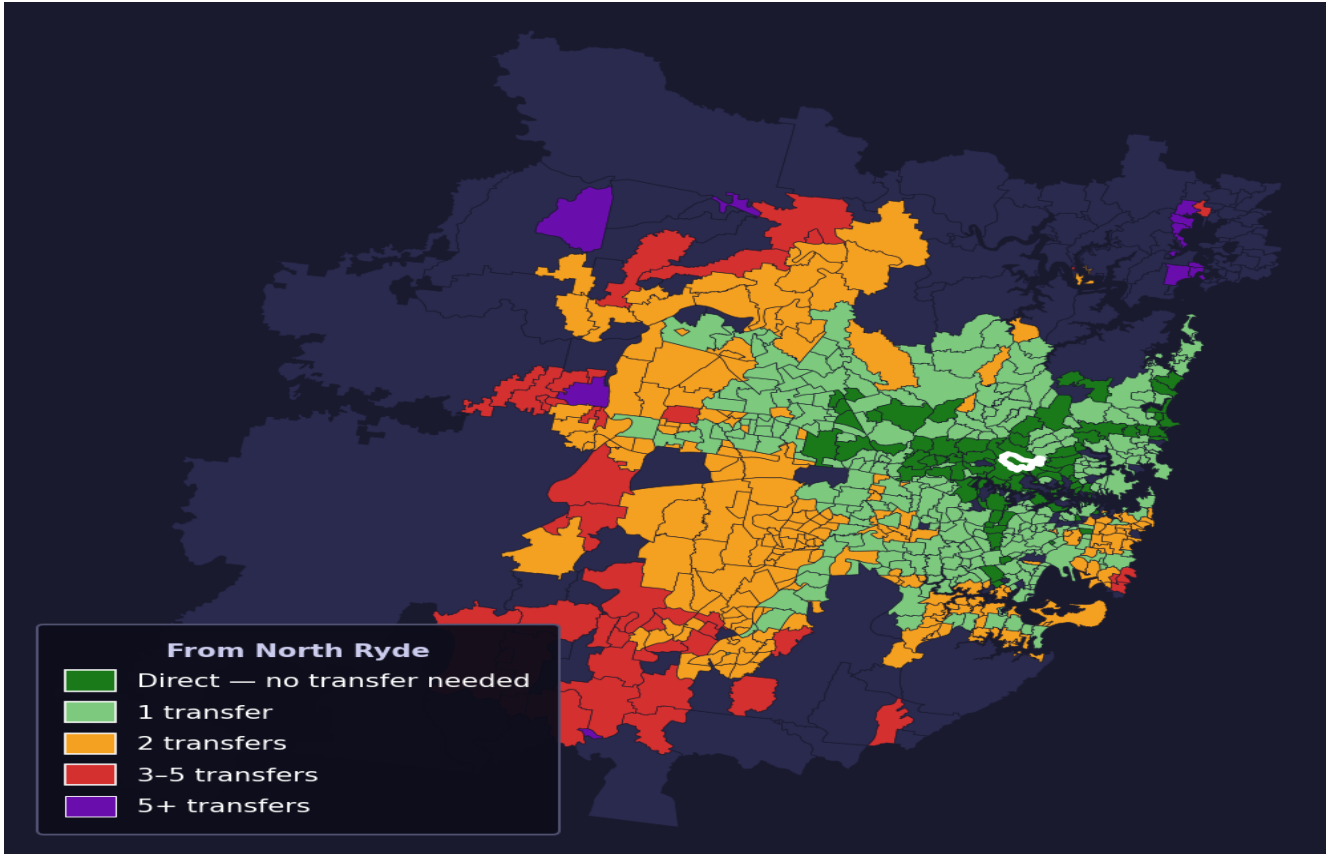 From North Ryde
Direct — no transfer needed
1 transfer
2 transfers
3–5 transfers
5+ transfers